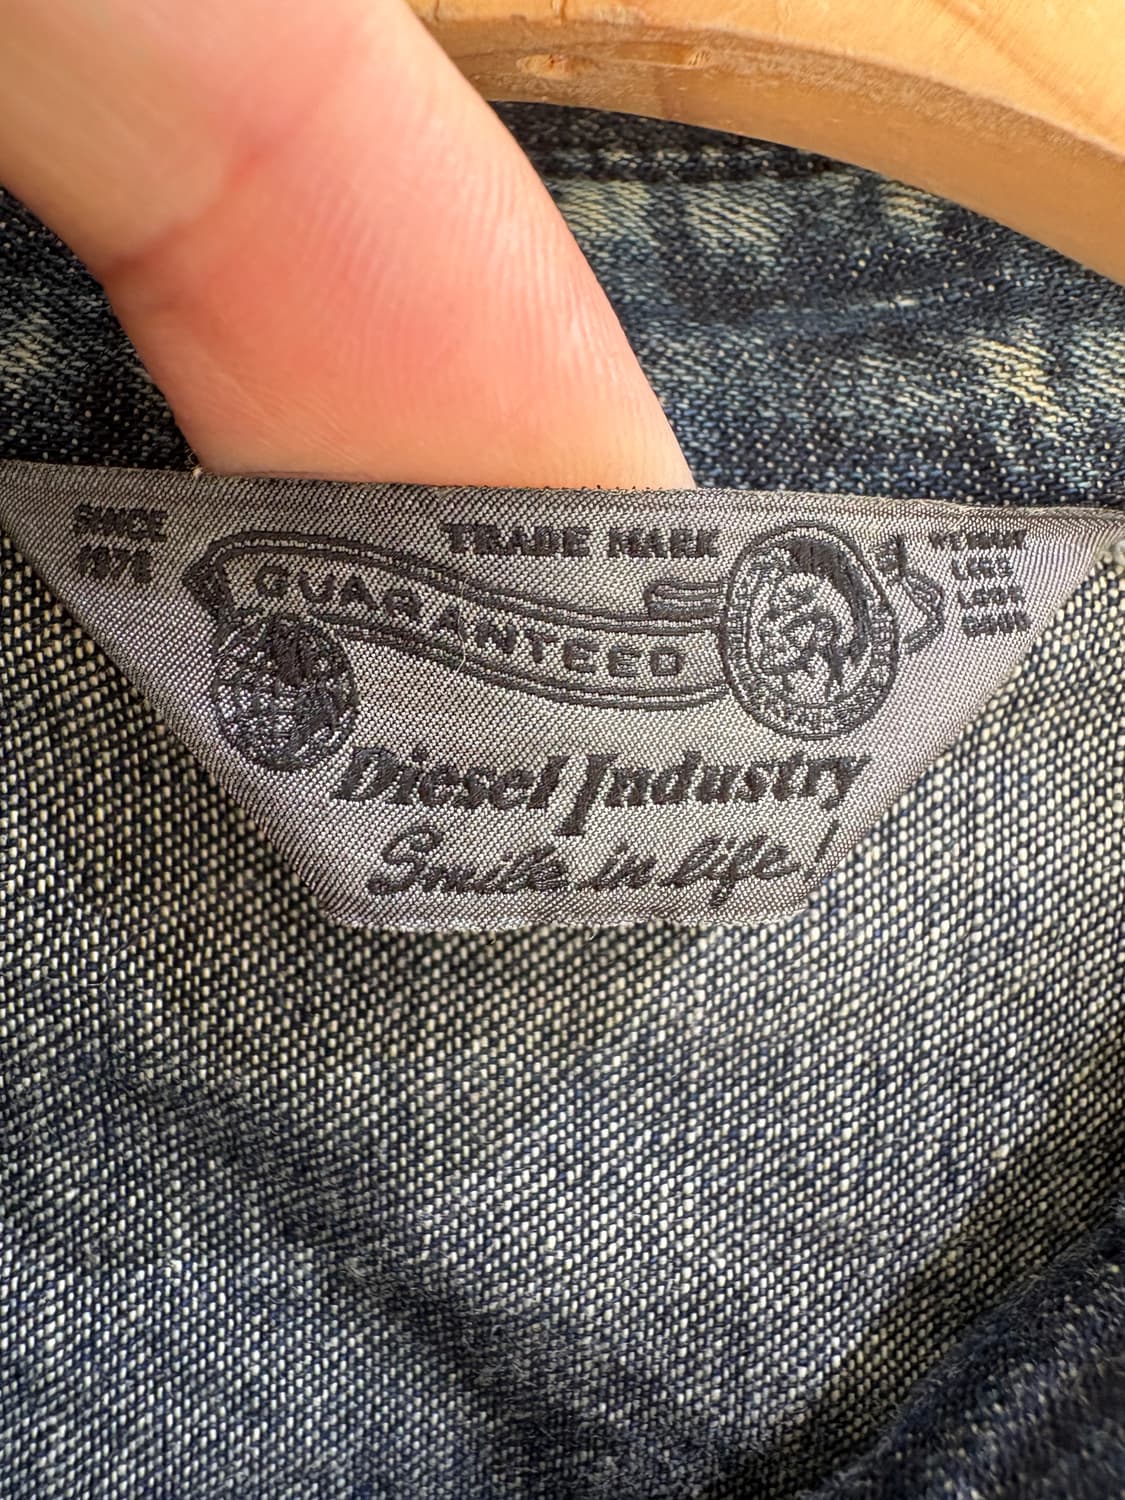 SINCE
1978
TRADE MARK
GUARANTEED
Diesel Industry
Smile in life!